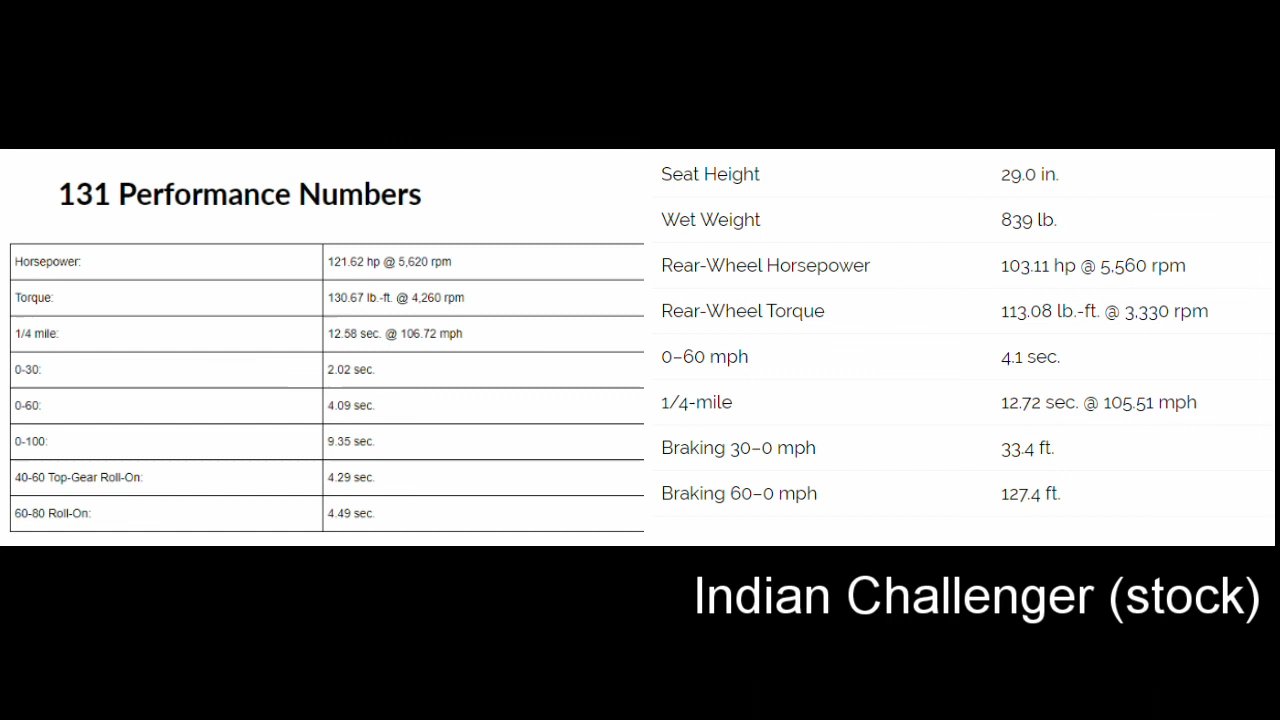 131 Performance Numbers
Horsepower: 121.62 hp @ 5,620 rpm
Torque: 130.67 lb.-ft. @ 4,260 rpm
1/4 mile: 12.58 sec. @ 106.72 mph
0-30: 2.02 sec.
0-60: 4.09 sec.
0-100: 9.35 sec.
40-60 Top-Gear Roll-On: 4.29 sec.
60-80 Roll-On: 4.49 sec.
Seat Height 29.0 in.
Wet Weight 839 lb.
Rear-Wheel Horsepower 103.11 hp @ 5,560 rpm
Rear-Wheel Torque 113.08 lb.-ft. @ 3,330 rpm
0–60 mph 4.1 sec.
1/4-mile 12.72 sec. @ 105.51 mph
Braking 30–0 mph 33.4 ft.
Braking 60–0 mph 127.4 ft.
Indian Challenger (stock)